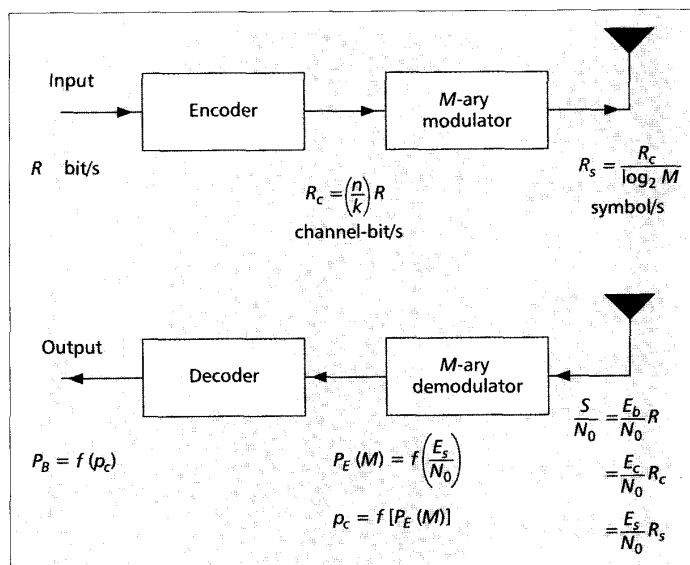 Input
Encoder
M-ary
modulator
R bit/s
R_c = (n/k) R
channel-bit/s
R_s = R_c / log_2 M
symbol/s
Output
Decoder
M-ary
demodulator
P_B = f (p_c)
P_E (M) = f (E_s/N_0)
p_c = f [P_E (M)]
S/N_0 = E_b/N_0 R
= E_c/N_0 R_c
= E_s/N_0 R_s